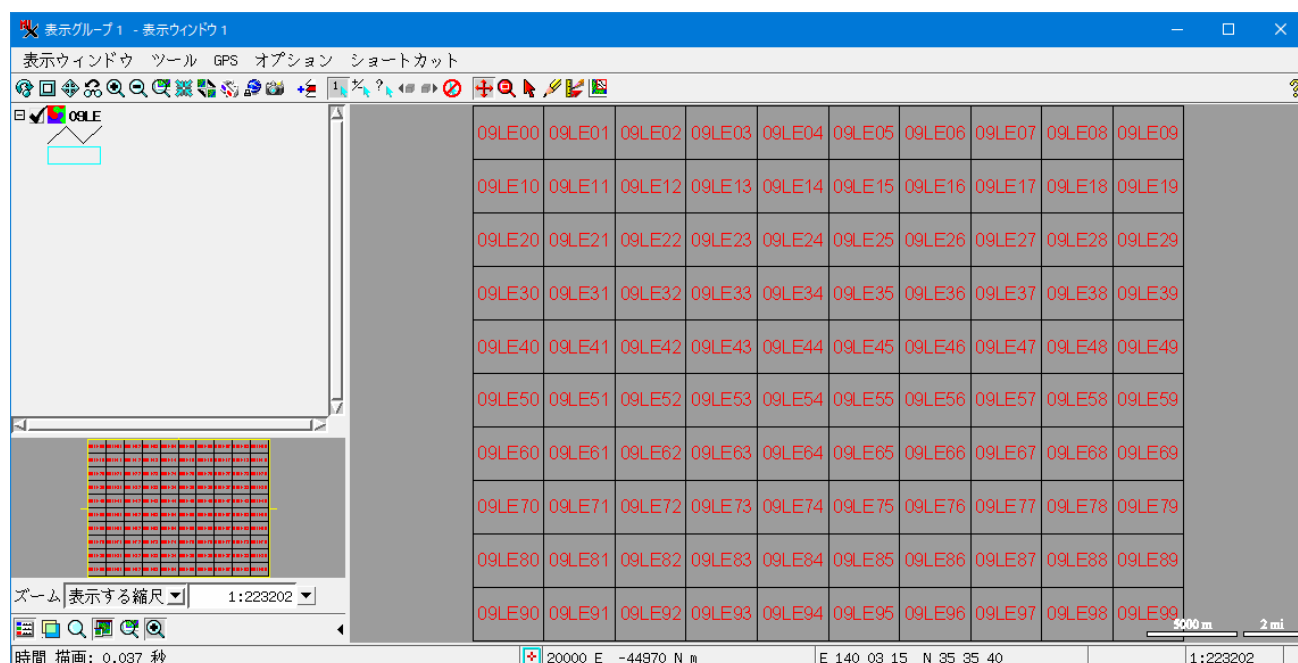 表示グループ1 - 表示ウィンドウ1
表示ウィンドウ ツール GPS オプション ショートカット
09LE
09LE00 09LE01 09LE02 09LE03 09LE04 09LE05 09LE06 09LE07 09LE08 09LE09
09LE10 09LE11 09LE12 09LE13 09LE14 09LE15 09LE16 09LE17 09LE18 09LE19
09LE20 09LE21 09LE22 09LE23 09LE24 09LE25 09LE26 09LE27 09LE28 09LE29
09LE30 09LE31 09LE32 09LE33 09LE34 09LE35 09LE36 09LE37 09LE38 09LE39
09LE40 09LE41 09LE42 09LE43 09LE44 09LE45 09LE46 09LE47 09LE48 09LE49
09LE50 09LE51 09LE52 09LE53 09LE54 09LE55 09LE56 09LE57 09LE58 09LE59
09LE60 09LE61 09LE62 09LE63 09LE64 09LE65 09LE66 09LE67 09LE68 09LE69
09LE70 09LE71 09LE72 09LE73 09LE74 09LE75 09LE76 09LE77 09LE78 09LE79
09LE80 09LE81 09LE82 09LE83 09LE84 09LE85 09LE86 09LE87 09LE88 09LE89
09LE90 09LE91 09LE92 09LE93 09LE94 09LE95 09LE96 09LE97 09LE98 09LE99
5000 m 2 mi
ズーム 表示する縮尺 1:223202
時間 描画: 0.037 秒 20000 E -44970 N m E 140 03 15 N 35 35 40 1:223202